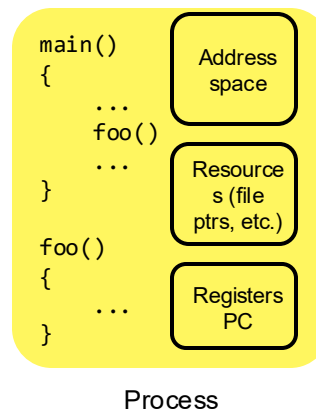 main()
{
...
foo()
...
}
foo()
{
...
}
Address
space
Resource
s (file
ptrs, etc.)
Registers
PC
Process